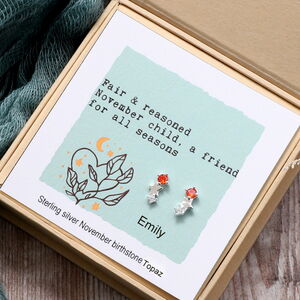 Fair & reasoned
November child, a friend
for all seasons
Emily
Sterling silver November birthstone Topaz